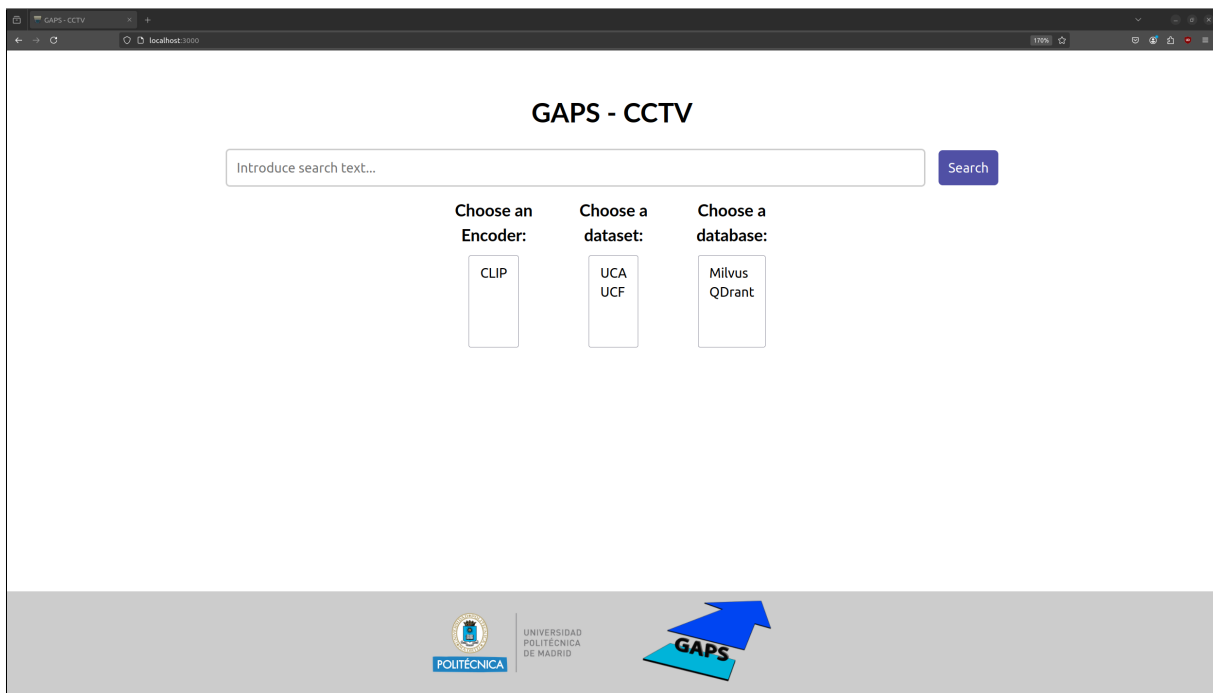 GAPS - CCTV
localhost:3000
170%
GAPS - CCTV
Introduce search text...
Search
Choose an
Encoder:
Choose a
dataset:
Choose a
database:
CLIP
UCA
UCF
Milvus
QDrant
POLITÉCNICA
UNIVERSIDAD
POLITÉCNICA
DE MADRID
GAPS